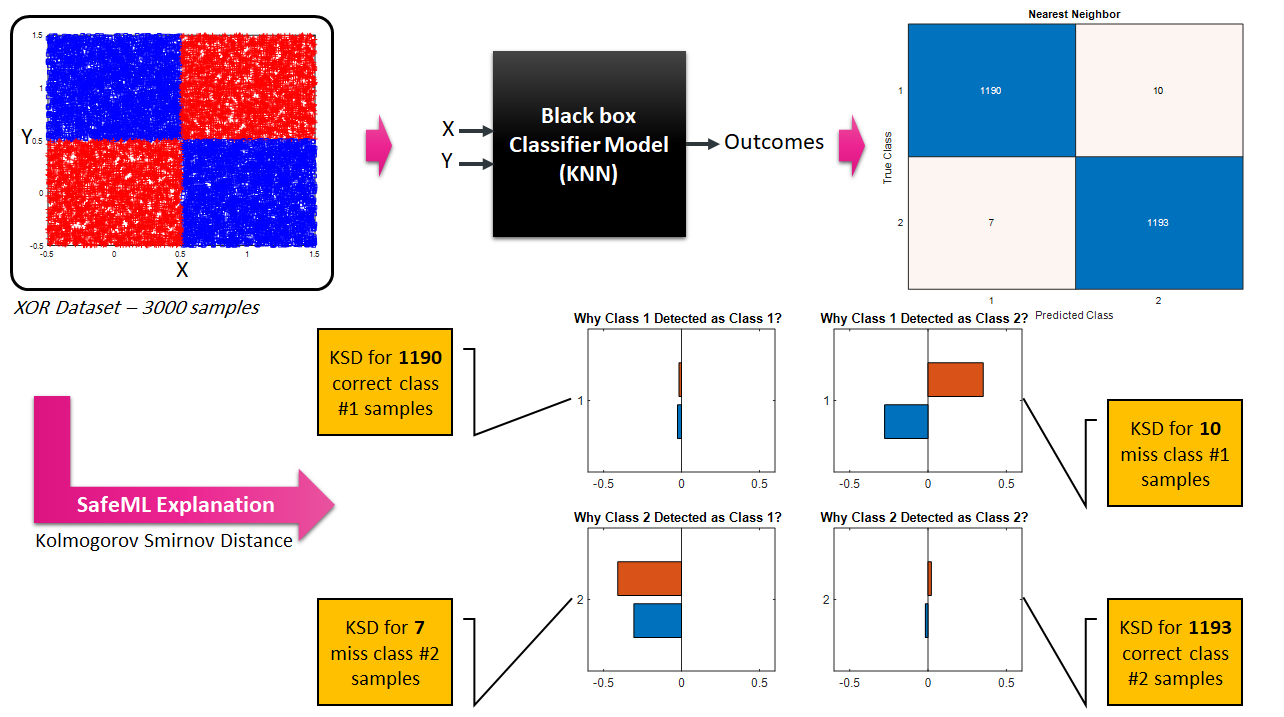 1.5
1
Y
0.5
0
-0.5
-0.5
0
0.5
1
1.5
X
XOR Dataset – 3000 samples
X
Y
Black box
Classifier Model
(KNN)
Outcomes
Nearest Neighbor
True Class
1
1190
10
2
7
1193
1
2
Predicted Class
SafeML Explanation
Kolmogorov Smirnov Distance
KSD for 1190
correct class
#1 samples
Why Class 1 Detected as Class 1?
1
-0.5
0
0.5
Why Class 1 Detected as Class 2?
1
-0.5
0
0.5
KSD for 10
miss class #1
samples
KSD for 7
miss class #2
samples
Why Class 2 Detected as Class 1?
2
-0.5
0
0.5
Why Class 2 Detected as Class 2?
2
-0.5
0
0.5
KSD for 1193
correct class
#2 samples